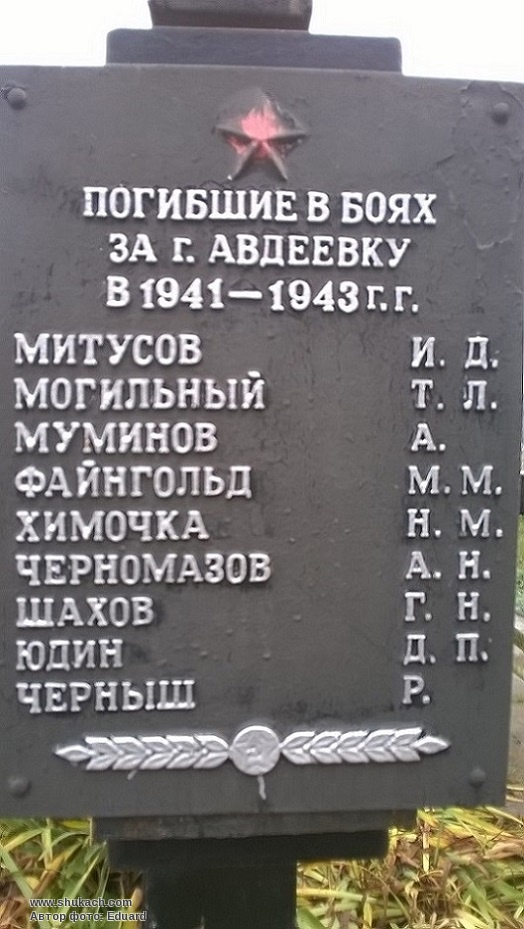 ПОГИБШИЕ В БОЯХ
ЗА Г. АВДЕЕВКУ
В 1941–1943 Г.Г.
МИТУСОВ И. Д.
МОГИЛЬНЫЙ Т. Л.
МУМИНОВ А.
ФАЙНГОЛЬД М. М.
ХИМОЧКА Н. М.
ЧЕРНОМАЗОВ А. Н.
ШАХОВ Г. Н.
ЮДИН Д. П.
ЧЕРНЫШ Р.
www.shukach.com
Автор фото: Eduard